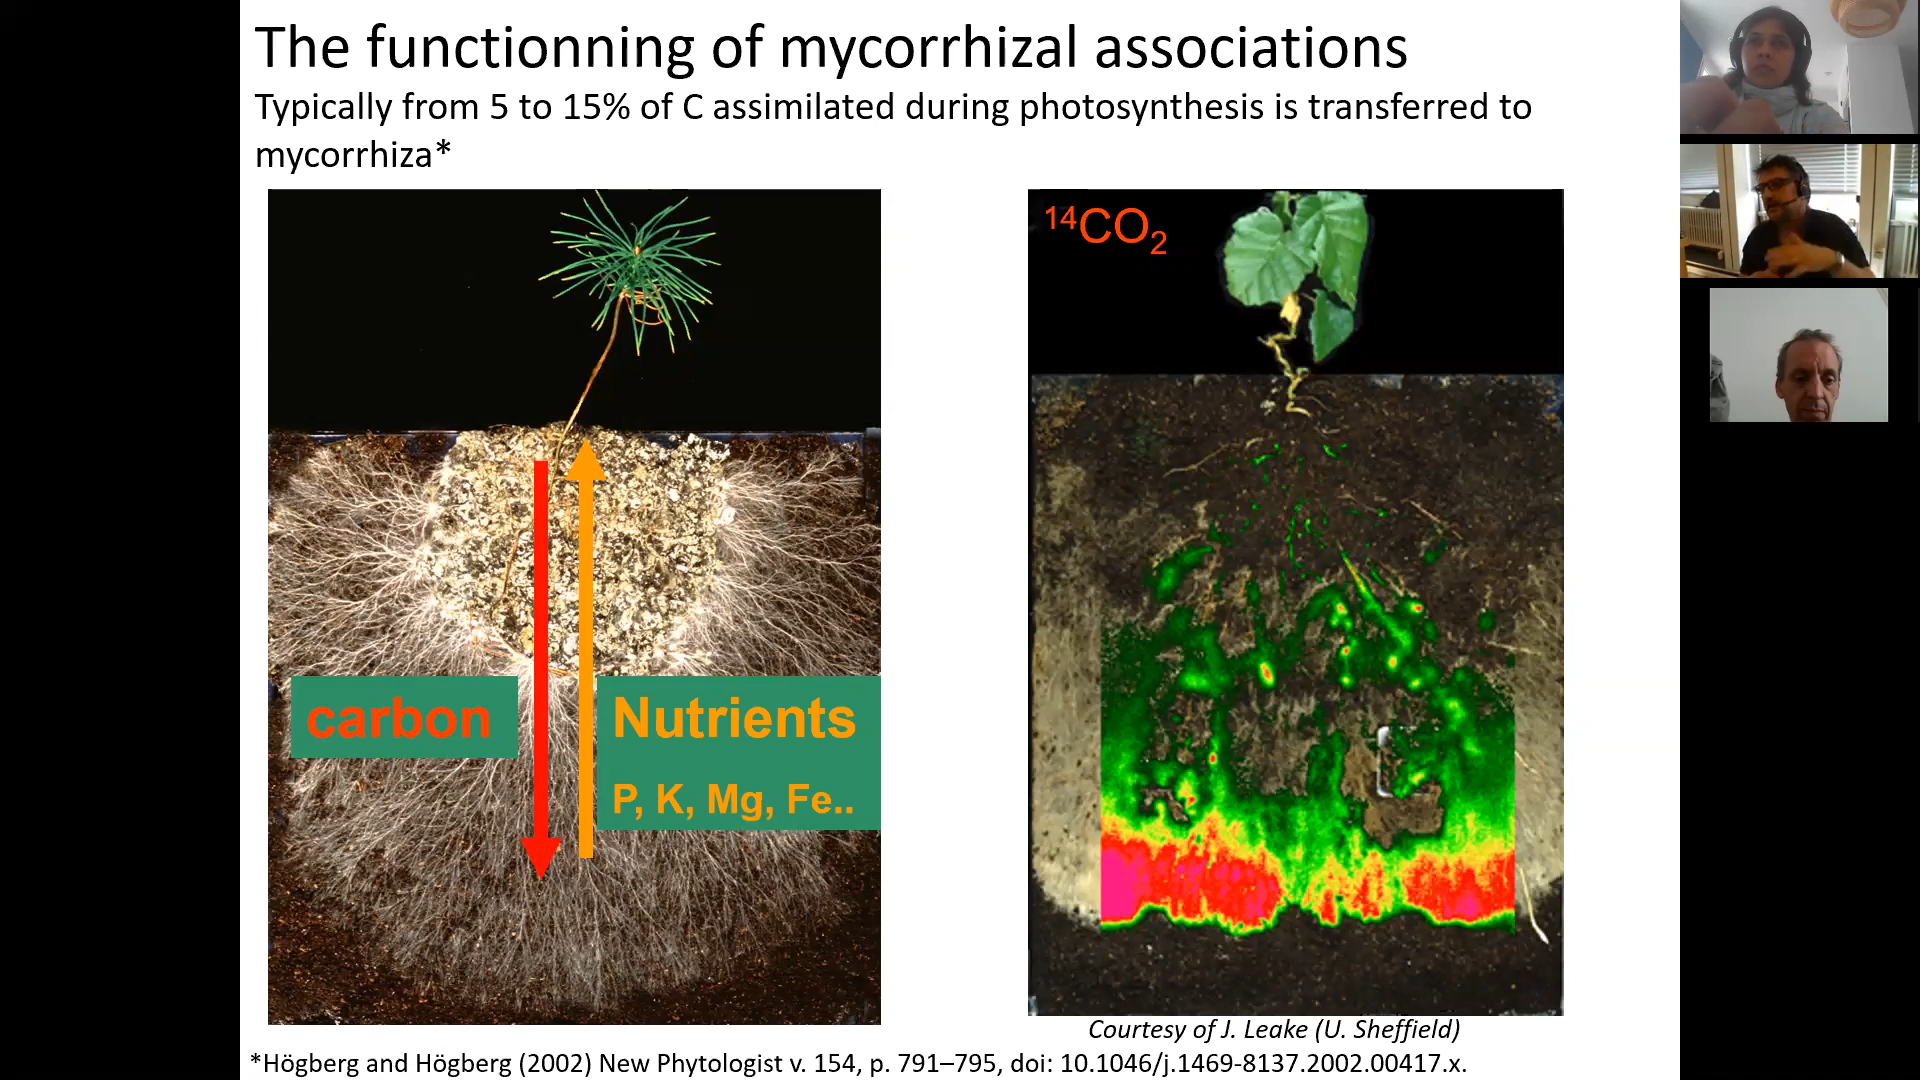 The functionning of mycorrhizal associations
Typically from 5 to 15% of C assimilated during photosynthesis is transferred to
mycorrhiza*
carbon
Nutrients
P, K, Mg, Fe..
¹⁴CO₂
Courtesy of J. Leake (U. Sheffield)
*Högberg and Högberg (2002) New Phytologist v. 154, p. 791–795, doi: 10.1046/j.1469-8137.2002.00417.x.